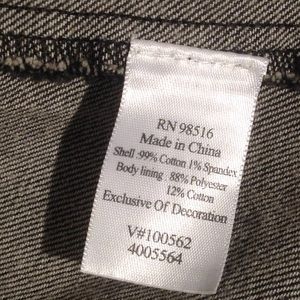 RN 98516
Made in China
Shell 99% Cotton 1% Spandex
Body lining 88% Polyester
12% Cotton
Exclusive Of Decoration
V#100562
4005564